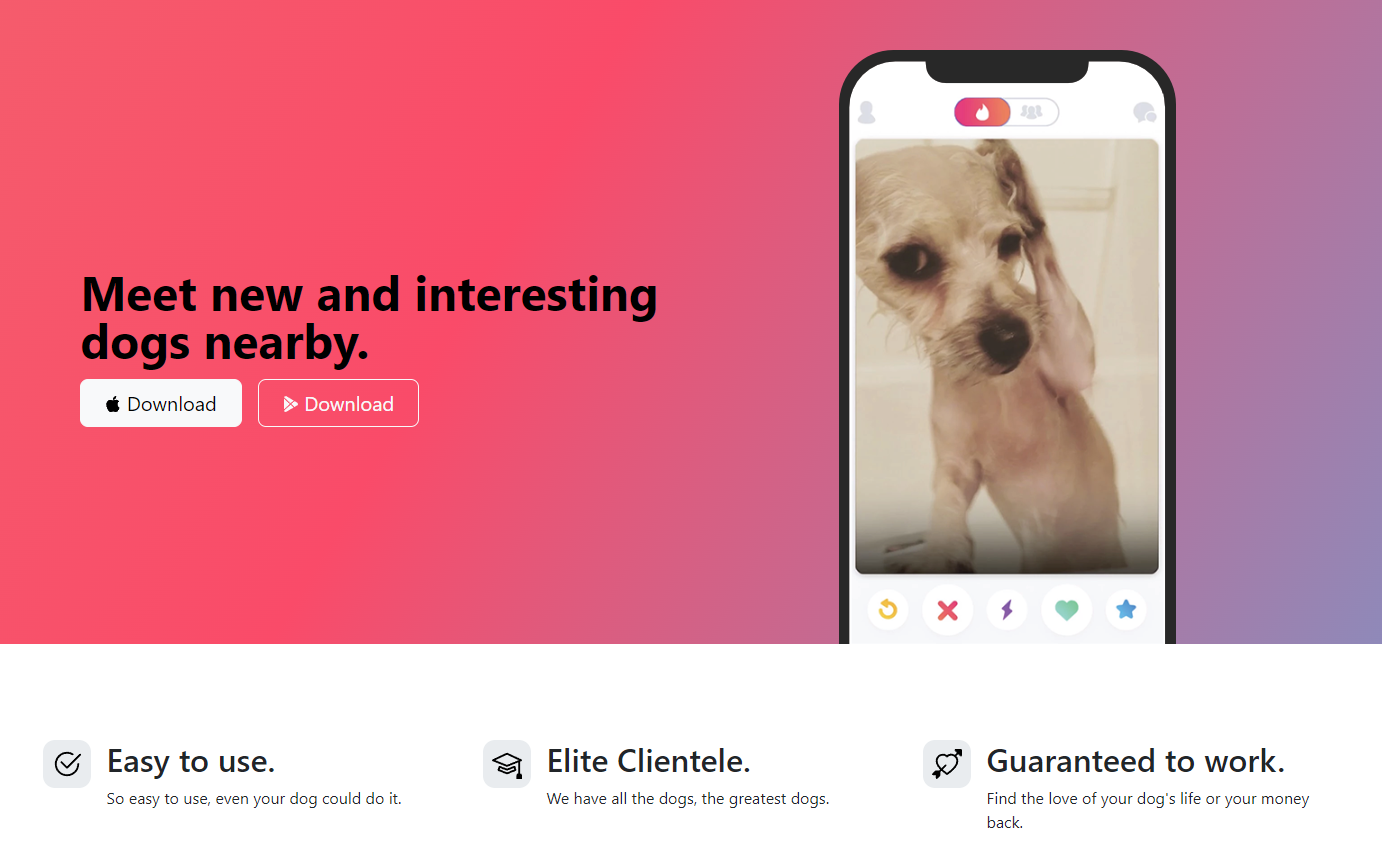 Meet new and interesting
dogs nearby.
Download
Download
Easy to use.
So easy to use, even your dog could do it.
Elite Clientele.
We have all the dogs, the greatest dogs.
Guaranteed to work.
Find the love of your dog's life or your money
back.